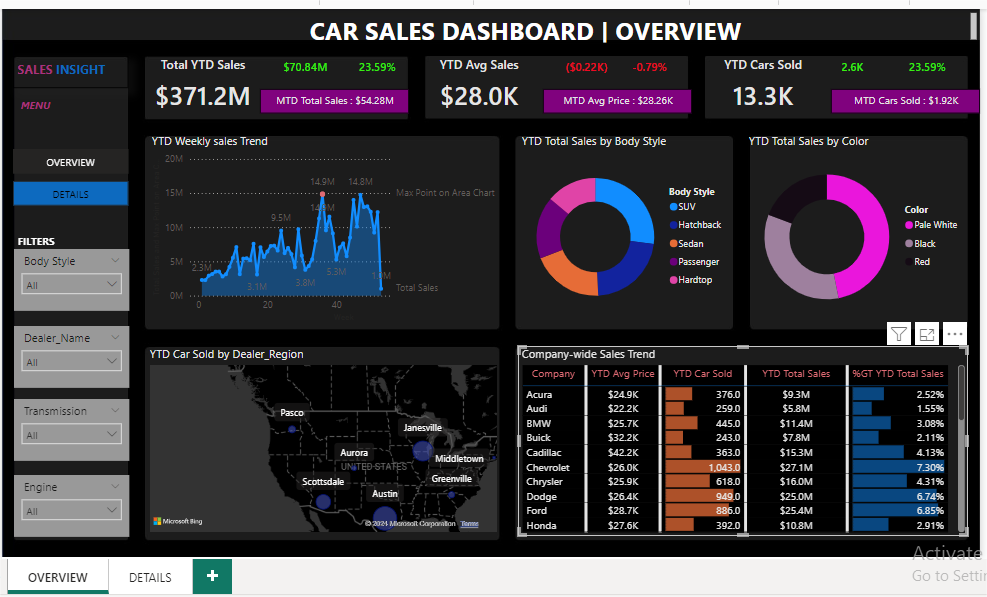 CAR SALES DASHBOARD | OVERVIEW
SALES INSIGHT
MENU
OVERVIEW
DETAILS
FILTERS
Body Style
All
Dealer_Name
All
Transmission
All
Engine
All
Total YTD Sales $70.84M 23.59%
$371.2M MTD Total Sales : $54.28M
YTD Avg Sales ($0.22K) -0.79%
$28.0K MTD Avg Price : $28.26K
YTD Cars Sold 2.6K 23.59%
13.3K MTD Cars Sold : $1.92K
YTD Weekly sales Trend
20M
15M
10M
5M
0M
0 20 40
14.9M 14.8M
14.9M
9.5M
2.3M
3.1M
3.8M
5.3M
1.0M
Max Point on Area Chart
Total Sales
YTD Total Sales by Body Style
Body Style
SUV
Hatchback
Sedan
Passenger
Hardtop
YTD Total Sales by Color
Color
Pale White
Black
Red
YTD Car Sold by Dealer_Region
Pasco
Janesville
Aurora
Middletown
UNITED STATES
Scottsdale
Greenville
Austin
Microsoft Bing
© 2024 Microsoft Corporation Terms
Company-wide Sales Trend
Company YTD Avg Price YTD Car Sold YTD Total Sales %GT YTD Total Sales
Acura $24.9K 376.0 $9.3M 2.52%
Audi $22.2K 259.0 $5.8M 1.55%
BMW $25.7K 445.0 $11.4M 3.08%
Buick $32.2K 243.0 $7.8M 2.11%
Cadillac $42.2K 363.0 $15.3M 4.13%
Chevrolet $26.0K 1,043.0 $27.1M 7.30%
Chrysler $25.9K 618.0 $16.0M 4.31%
Dodge $26.4K 949.0 $25.0M 6.74%
Ford $28.7K 886.0 $25.4M 6.85%
Honda $27.6K 392.0 $10.8M 2.91%
Activate
Go to Settin
OVERVIEW DETAILS +